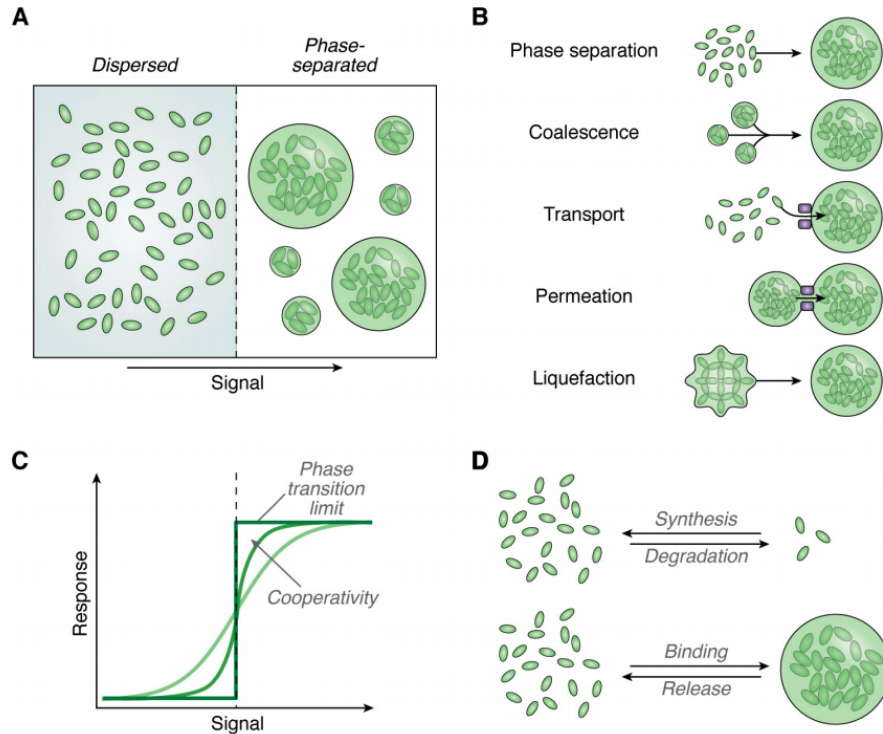 A
Dispersed
Phase-
separated
Signal
B
Phase separation
Coalescence
Transport
Permeation
Liquefaction
C
Response
Phase
transition
limit
Cooperativity
Signal
D
Synthesis
Degradation
Binding
Release